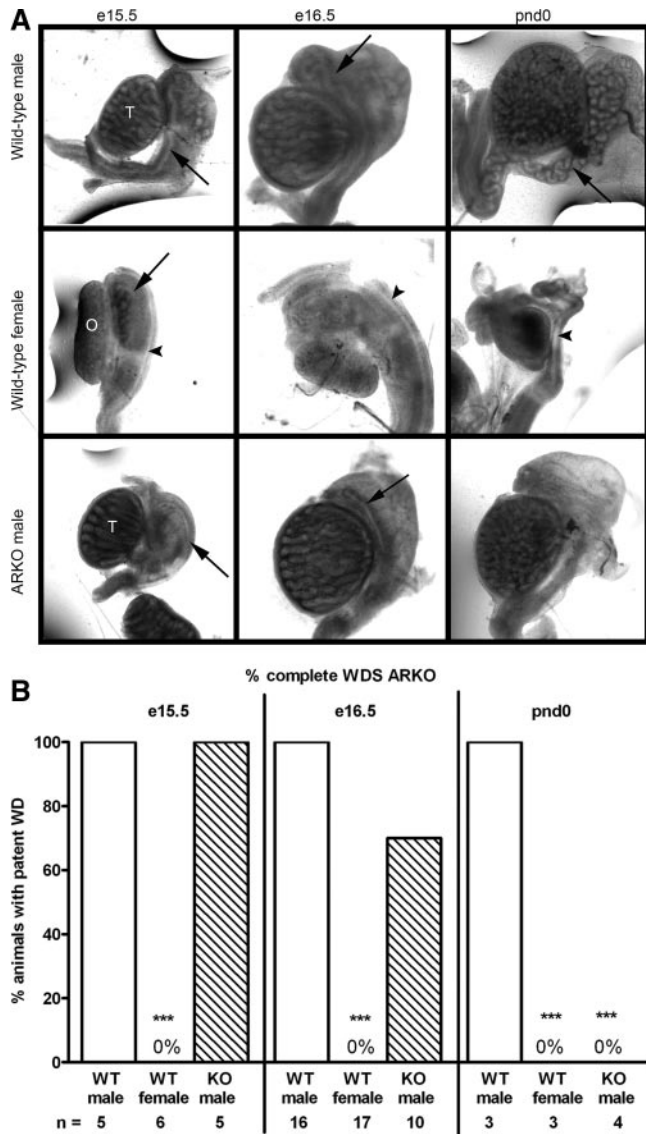 A
e15.5 e16.5 pnd0
Wild-type male
T
Wild-type female
O
ARKO male
T
B
% complete WDS ARKO
e15.5 e16.5 pnd0
% animals with patent WD
100
80
60
40
20
0
*** *** *** ***
0% 0% 0% 0%
WT WT KO WT WT KO WT WT KO
male female male male female male male female male
n = 5 6 5 16 17 10 3 3 4